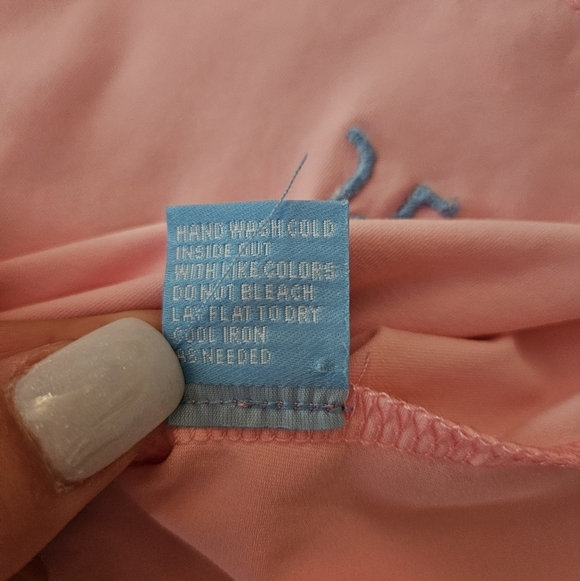 HAND WASH COLD
INSIDE OUT
WITH LIKE COLORS
DO NOT BLEACH
LAY FLAT TO DRY
COOL IRON
AS NEEDED